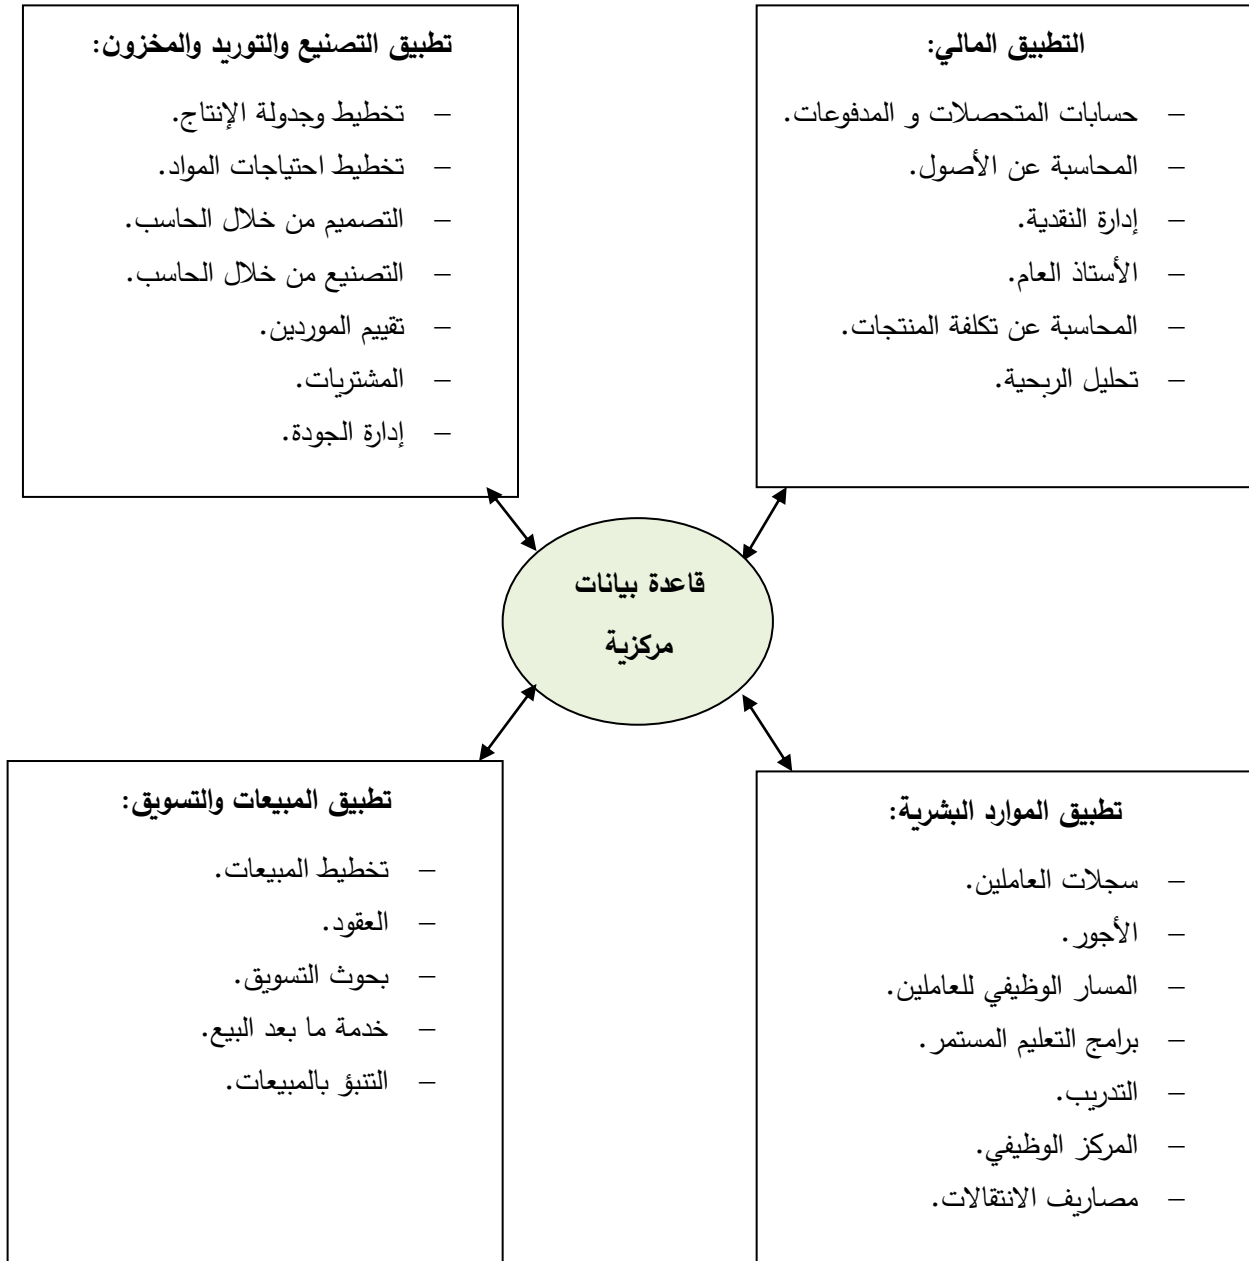 التطبيق المالي:
– حسابات المتحصلات و المدفوعات.
– المحاسبة عن الأصول.
– إدارة النقدية.
– الأستاذ العام.
– المحاسبة عن تكلفة المنتجات.
– تحليل الربحية.
تطبيق التصنيع والتوريد والمخزون:
– تخطيط وجدولة الإنتاج.
– تخطيط احتياجات المواد.
– التصميم من خلال الحاسب.
– التصنيع من خلال الحاسب.
– تقييم الموردين.
– المشتريات.
– إدارة الجودة.
قاعدة بيانات
مركزية
تطبيق الموارد البشرية:
– سجلات العاملين.
– الأجور.
– المسار الوظيفي للعاملين.
– برامج التعليم المستمر.
– التدريب.
– المركز الوظيفي.
– مصاريف الانتقالات.
تطبيق المبيعات والتسويق:
– تخطيط المبيعات.
– العقود.
– بحوث التسويق.
– خدمة ما بعد البيع.
– التنبؤ بالمبيعات.